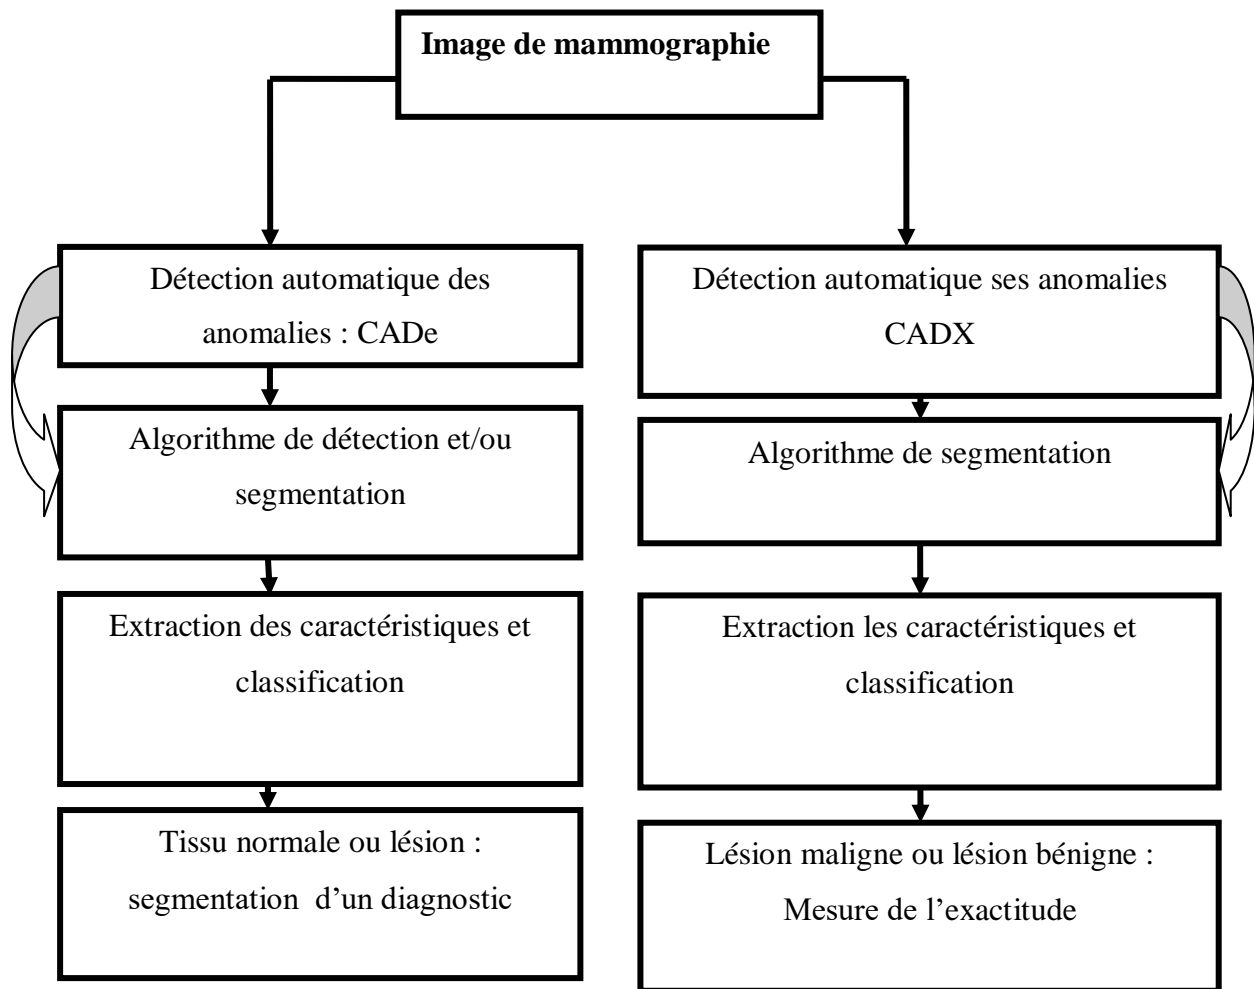 Image de mammographie
Détection automatique des
anomalies : CADe
Algorithme de détection et/ou
segmentation
Extraction des caractéristiques et
classification
Tissu normale ou lésion :
segmentation d’un diagnostic
Détection automatique ses anomalies
CADX
Algorithme de segmentation
Extraction les caractéristiques et
classification
Lésion maligne ou lésion bénigne :
Mesure de l’exactitude